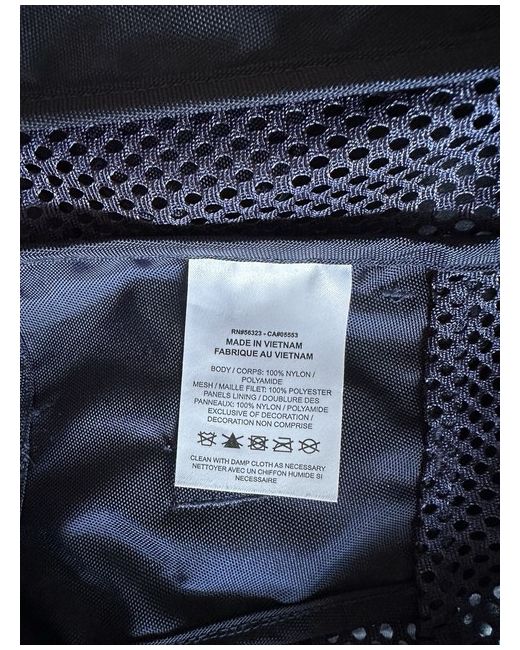 RN#56323 - CA#05553
MADE IN VIETNAM
FABRIQUE AU VIETNAM
BODY / CORPS: 100% NYLON /
POLYAMIDE
MESH / MAILLE FILET: 100% POLYESTER
PANELS LINING / DOUBLURE DES
PANNEAUX: 100% NYLON / POLYAMIDE
EXCLUSIVE OF DECORATION /
DECORATION NON COMPRISE
CLEAN WITH DAMP CLOTH AS NECESSARY
NETTOYER AVEC UN CHIFFON HUMIDE SI
NECESSAIRE